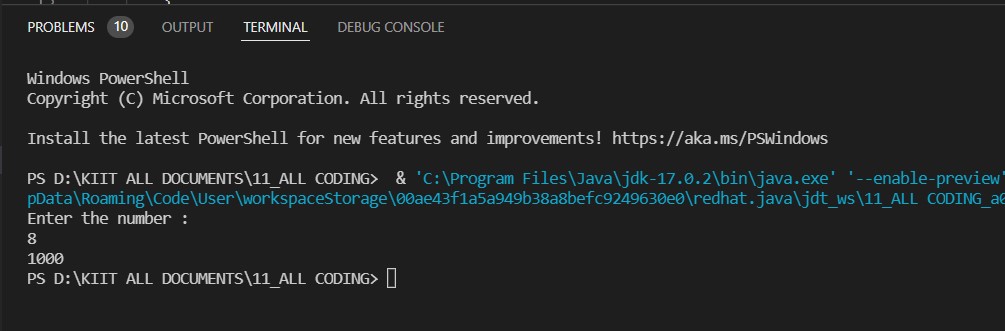 PROBLEMS 10 OUTPUT TERMINAL DEBUG CONSOLE
Windows PowerShell
Copyright (C) Microsoft Corporation. All rights reserved.
Install the latest PowerShell for new features and improvements! https://aka.ms/PSWindows
PS D:\KIIT ALL DOCUMENTS\11_ALL CODING>  & 'C:\Program Files\Java\jdk-17.0.2\bin\java.exe' '--enable-preview'
pData\Roaming\Code\User\workspaceStorage\00ae43f1a5a949b38a8befc9249630e0\redhat.java\jdt_ws\11_ALL CODING_a0
Enter the number :
8
1000
PS D:\KIIT ALL DOCUMENTS\11_ALL CODING>